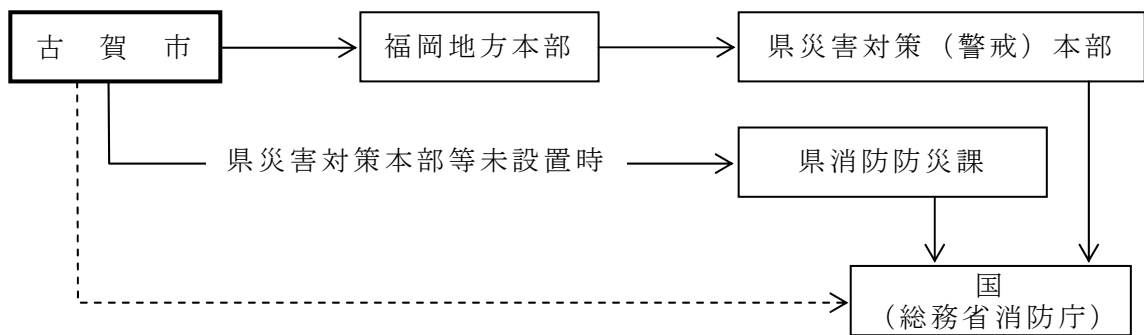 古賀市
福岡地方本部
県災害対策（警戒）本部
県災害対策本部等未設置時
県消防防災課
国
（総務省消防庁）